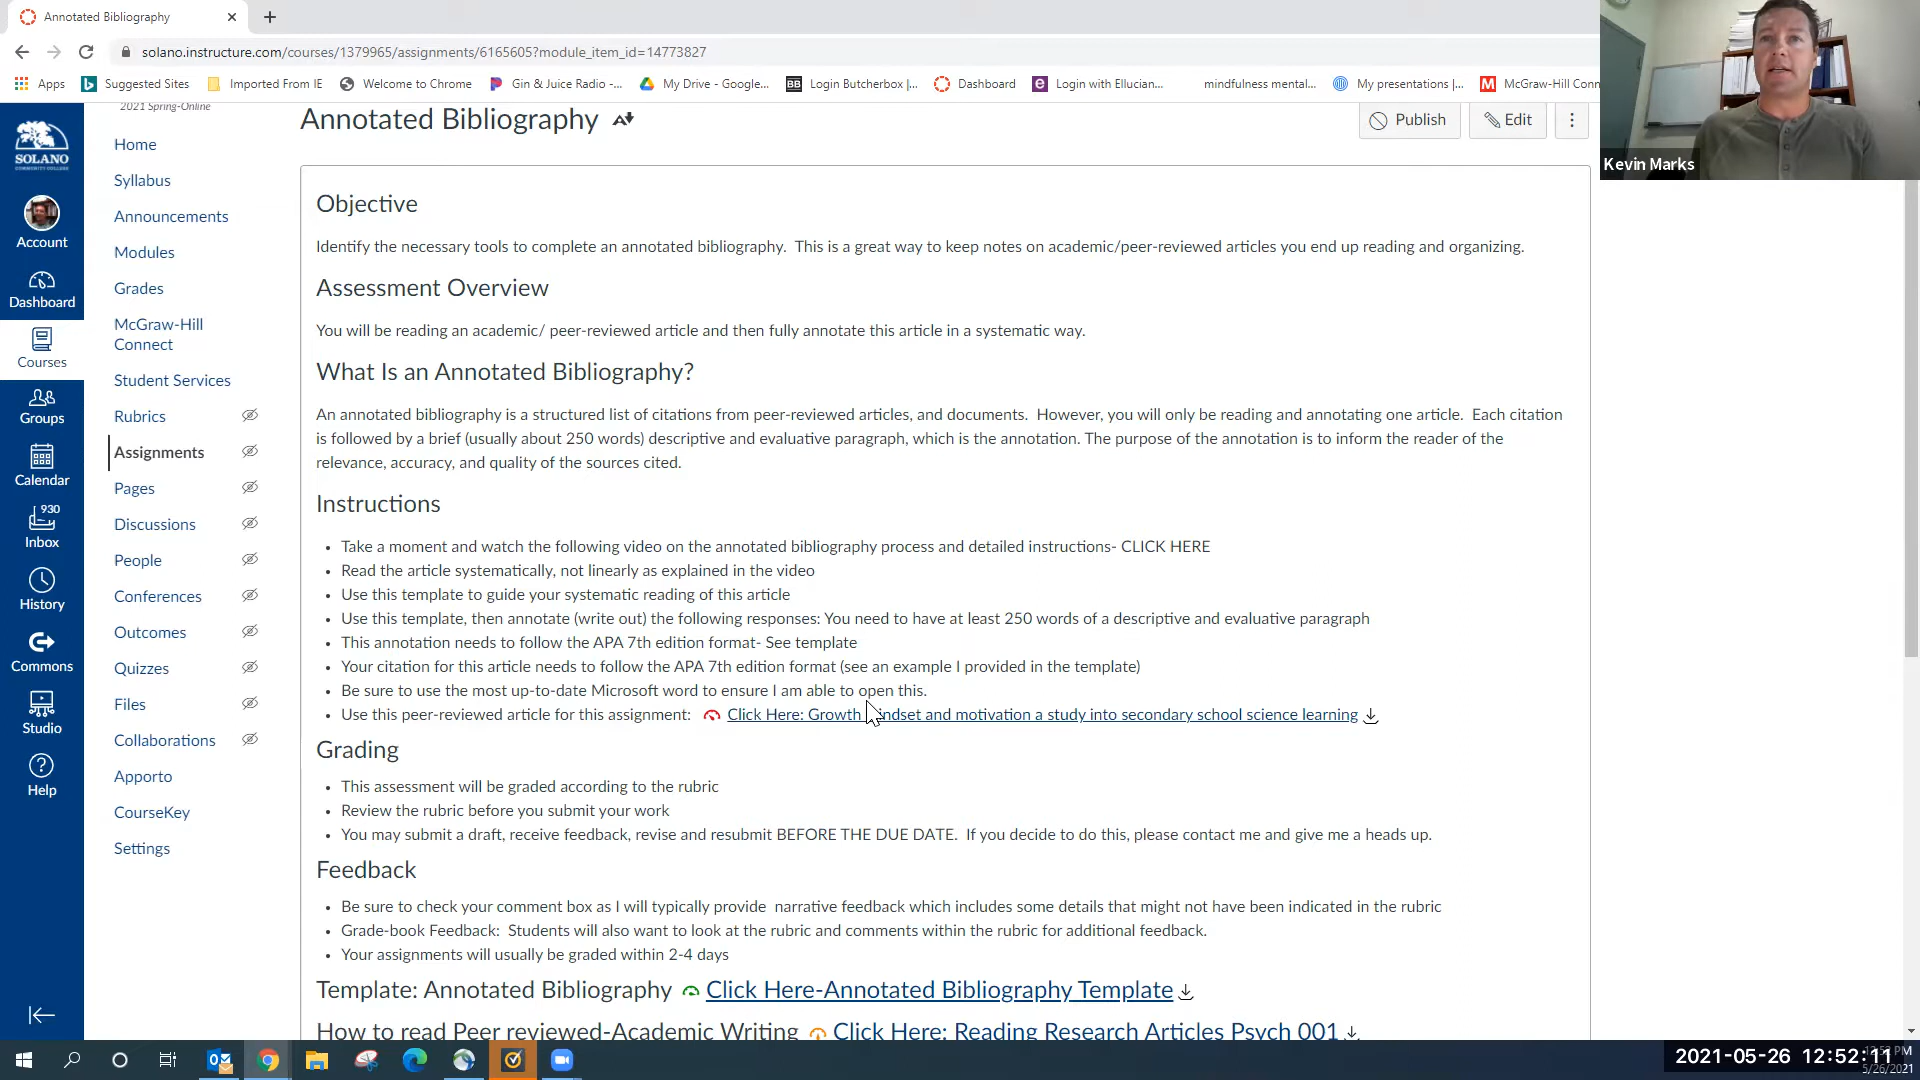 Annotated Bibliography
solano.instructure.com/courses/1379965/assignments/6165605?module_item_id=14773827
Apps
Suggested Sites
Imported From IE
Welcome to Chrome
Gin & Juice Radio -...
My Drive - Google...
BB
Login Butcherbox |...
Dashboard
Login with Ellucian...
mindfulness mental...
My presentations |...
McGraw-Hill Conn
Kevin Marks
SOLANO
COMMUNITY COLLEGE
Account
Dashboard
Courses
Groups
Calendar
930
Inbox
History
Commons
Studio
Help
2021 Spring-Online
Home
Syllabus
Announcements
Modules
Grades
McGraw-Hill
Connect
Student Services
Rubrics
Assignments
Pages
Discussions
People
Conferences
Outcomes
Quizzes
Files
Collaborations
Apporto
CourseKey
Settings
Annotated Bibliography
Publish
Edit
Objective
Identify the necessary tools to complete an annotated bibliography.  This is a great way to keep notes on academic/peer-reviewed articles you end up reading and organizing.
Assessment Overview
You will be reading an academic/ peer-reviewed article and then fully annotate this article in a systematic way.
What Is an Annotated Bibliography?
An annotated bibliography is a structured list of citations from peer-reviewed articles, and documents.  However, you will only be reading and annotating one article.  Each citation
is followed by a brief (usually about 250 words) descriptive and evaluative paragraph, which is the annotation. The purpose of the annotation is to inform the reader of the
relevance, accuracy, and quality of the sources cited.
Instructions
• Take a moment and watch the following video on the annotated bibliography process and detailed instructions- CLICK HERE
• Read the article systematically, not linearly as explained in the video
• Use this template to guide your systematic reading of this article
• Use this template, then annotate (write out) the following responses: You need to have at least 250 words of a descriptive and evaluative paragraph
• This annotation needs to follow the APA 7th edition format- See template
• Your citation for this article needs to follow the APA 7th edition format (see an example I provided in the template)
• Be sure to use the most up-to-date Microsoft word to ensure I am able to open this.
• Use this peer-reviewed article for this assignment: Click Here: Growth Mindset and motivation a study into secondary school science learning
Grading
• This assessment will be graded according to the rubric
• Review the rubric before you submit your work
• You may submit a draft, receive feedback, revise and resubmit BEFORE THE DUE DATE.  If you decide to do this, please contact me and give me a heads up.
Feedback
• Be sure to check your comment box as I will typically provide  narrative feedback which includes some details that might not have been indicated in the rubric
• Grade-book Feedback:  Students will also want to look at the rubric and comments within the rubric for additional feedback.
• Your assignments will usually be graded within 2-4 days
Template: Annotated Bibliography Click Here-Annotated Bibliography Template
How to read Peer reviewed-Academic Writing Click Here: Reading Research Articles Psych 001
2021-05-26 12:52:11
5/26/2021